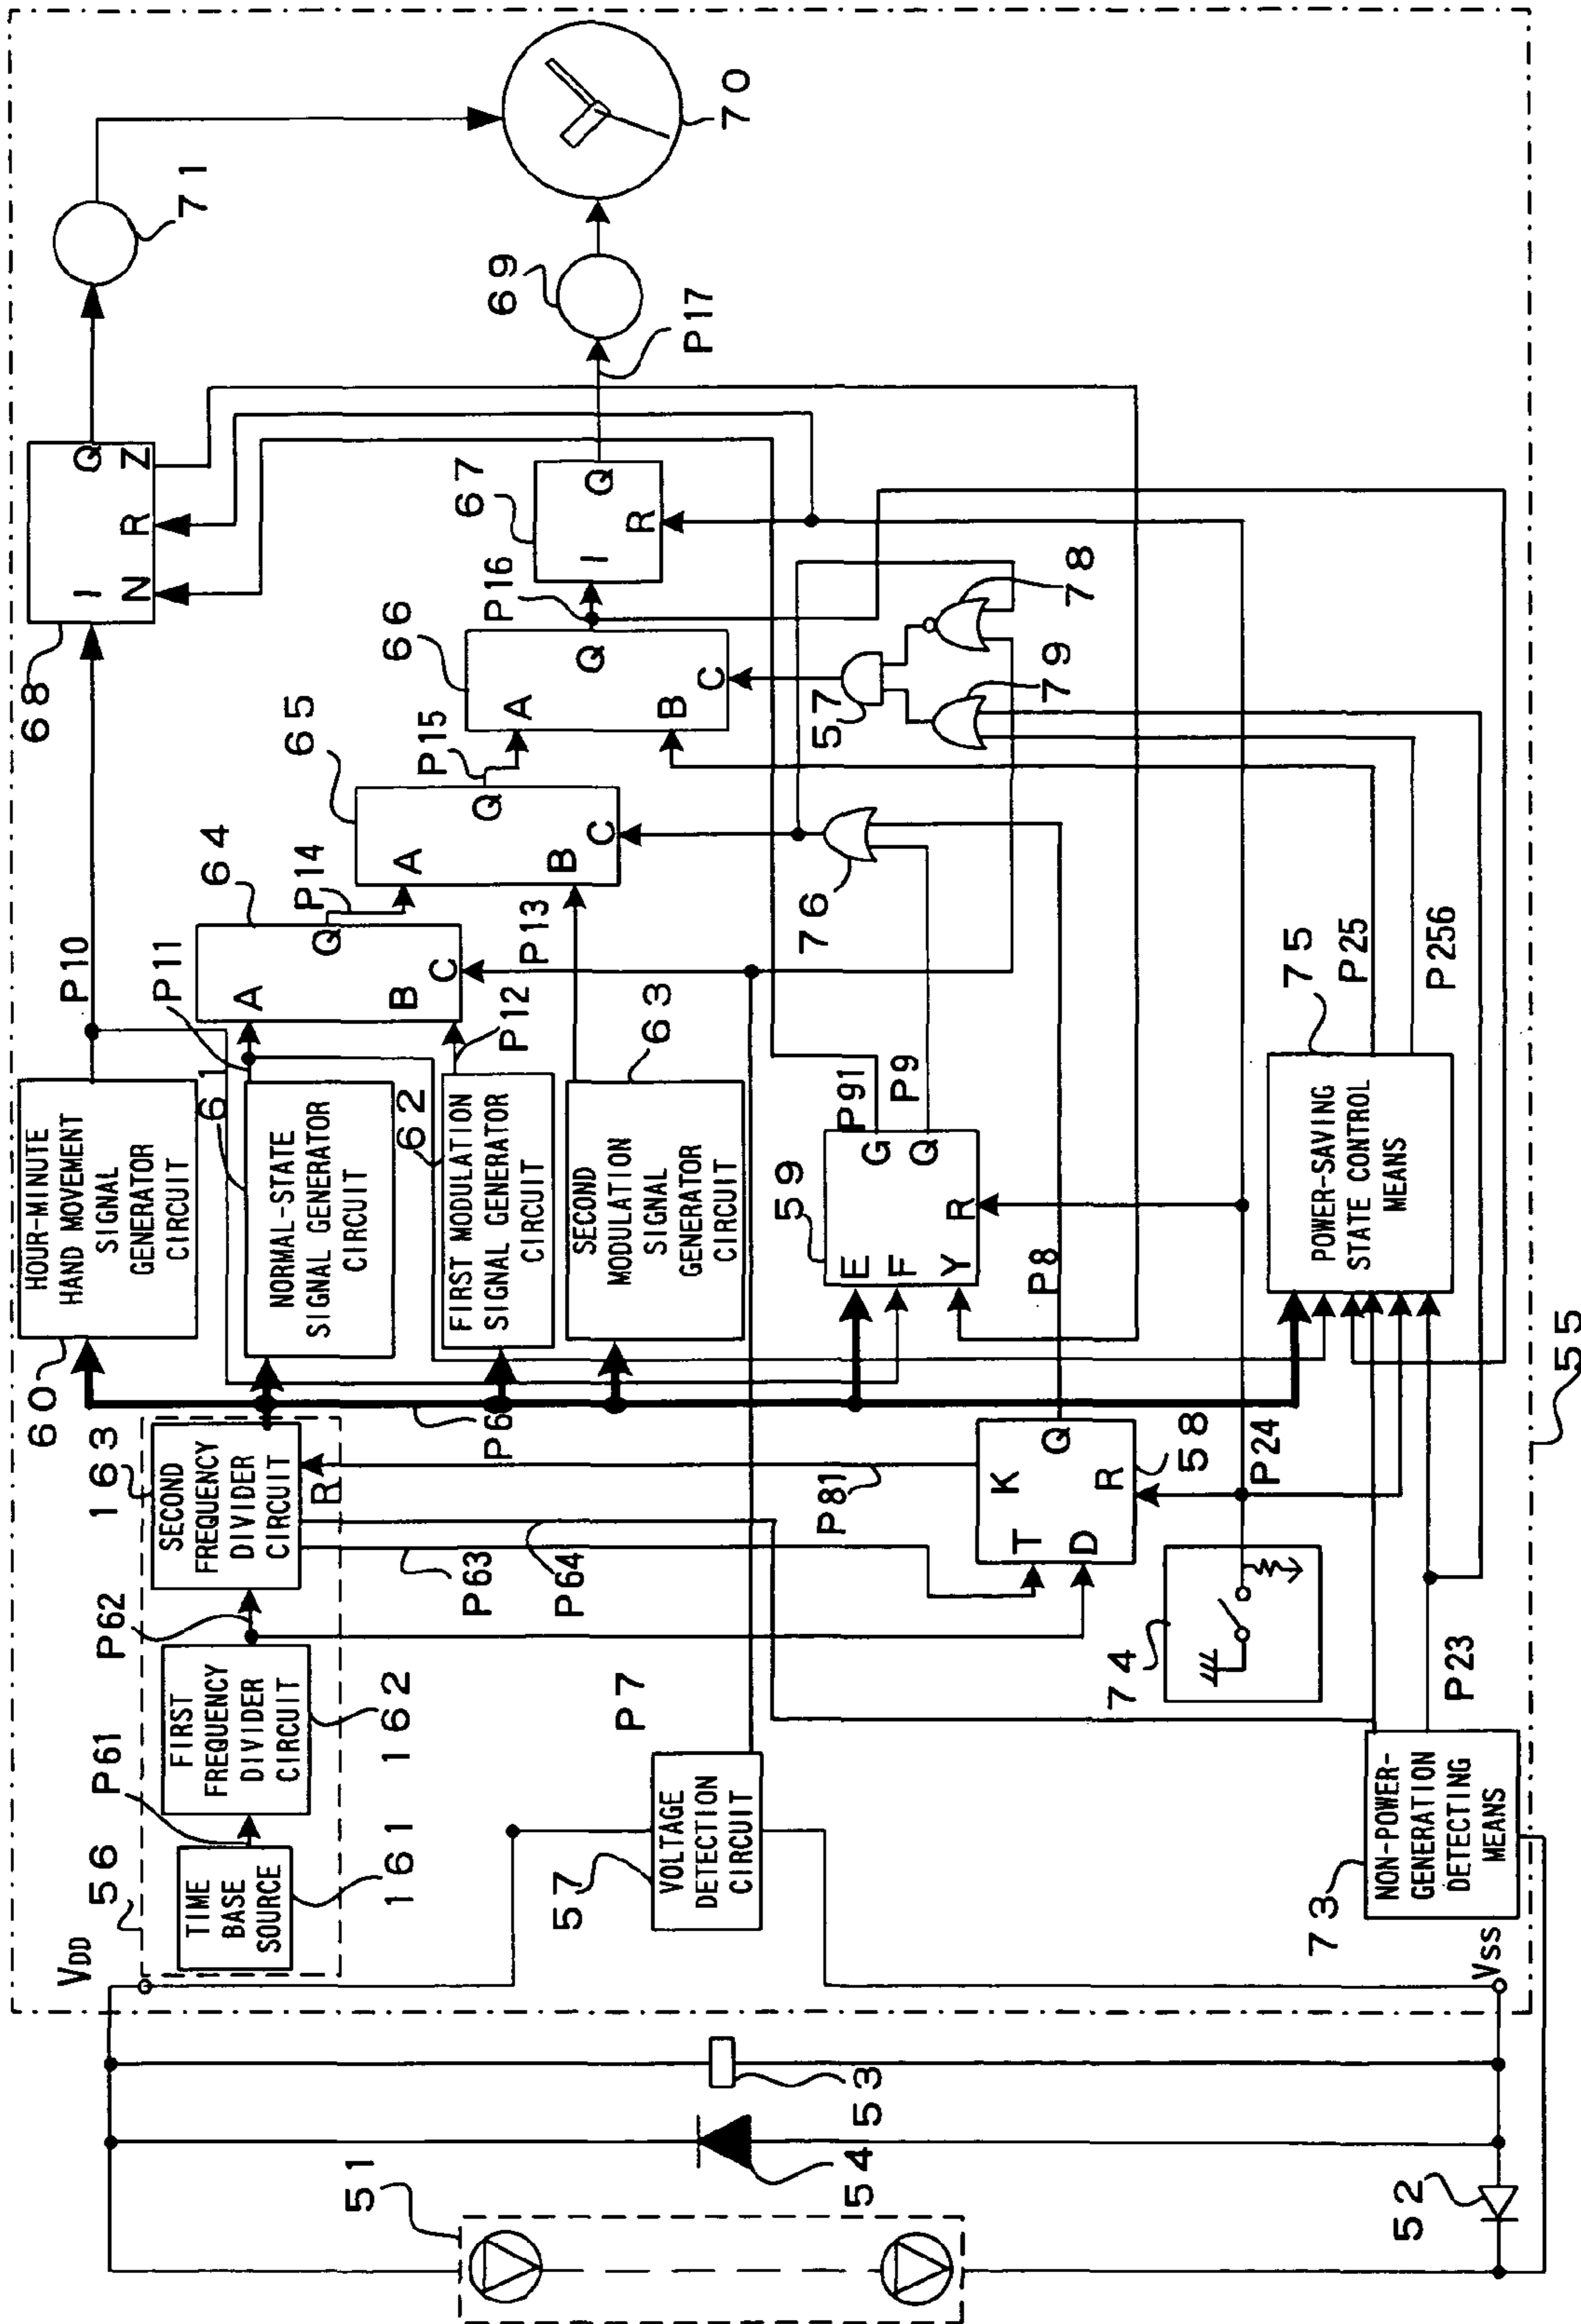 VDD
56
TIME
BASE
SOURCE
161
P61
FIRST
FREQUENCY
DIVIDER
CIRCUIT
162
P62
163
SECOND
FREQUENCY
DIVIDER
CIRCUIT
R
P63
P64
P81
P6
60
HOUR-MINUTE
HAND MOVEMENT
SIGNAL
GENERATOR
CIRCUIT
P10
61
NORMAL-STATE
SIGNAL GENERATOR
CIRCUIT
P11
62
FIRST MODULATION
SIGNAL GENERATOR
CIRCUIT
P12
63
SECOND
MODULATION
SIGNAL
GENERATOR
CIRCUIT
P13
64
A
B
C
Q
P14
65
A
B
C
Q
P15
66
A
B
C
Q
P16
67
I
R
Q
P17
68
I
N
R
Q
Z
69
70
71
51
52
53
54
55
57
VOLTAGE
DETECTION
CIRCUIT
P7
58
T
D
K
R
Q
P8
59
E
F
Y
R
G
Q
P91
P9
76
57
78
79
74
P24
73
NON-POWER-
GENERATION
DETECTING
MEANS
P23
75
POWER-SAVING
STATE CONTROL
MEANS
P25
P256
VSS